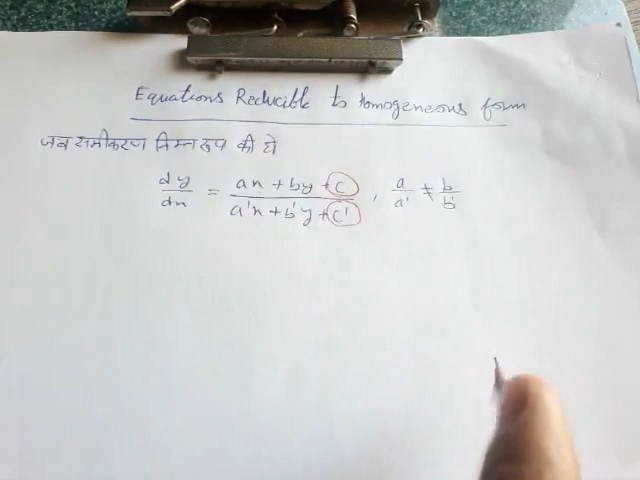 Equations Reducible to homogeneous form
जब समीकरण निम्न रूप की हो
dy/dx = (ax + by + c)/(a'x + b'y + c') , a/a' ≠ b/b'